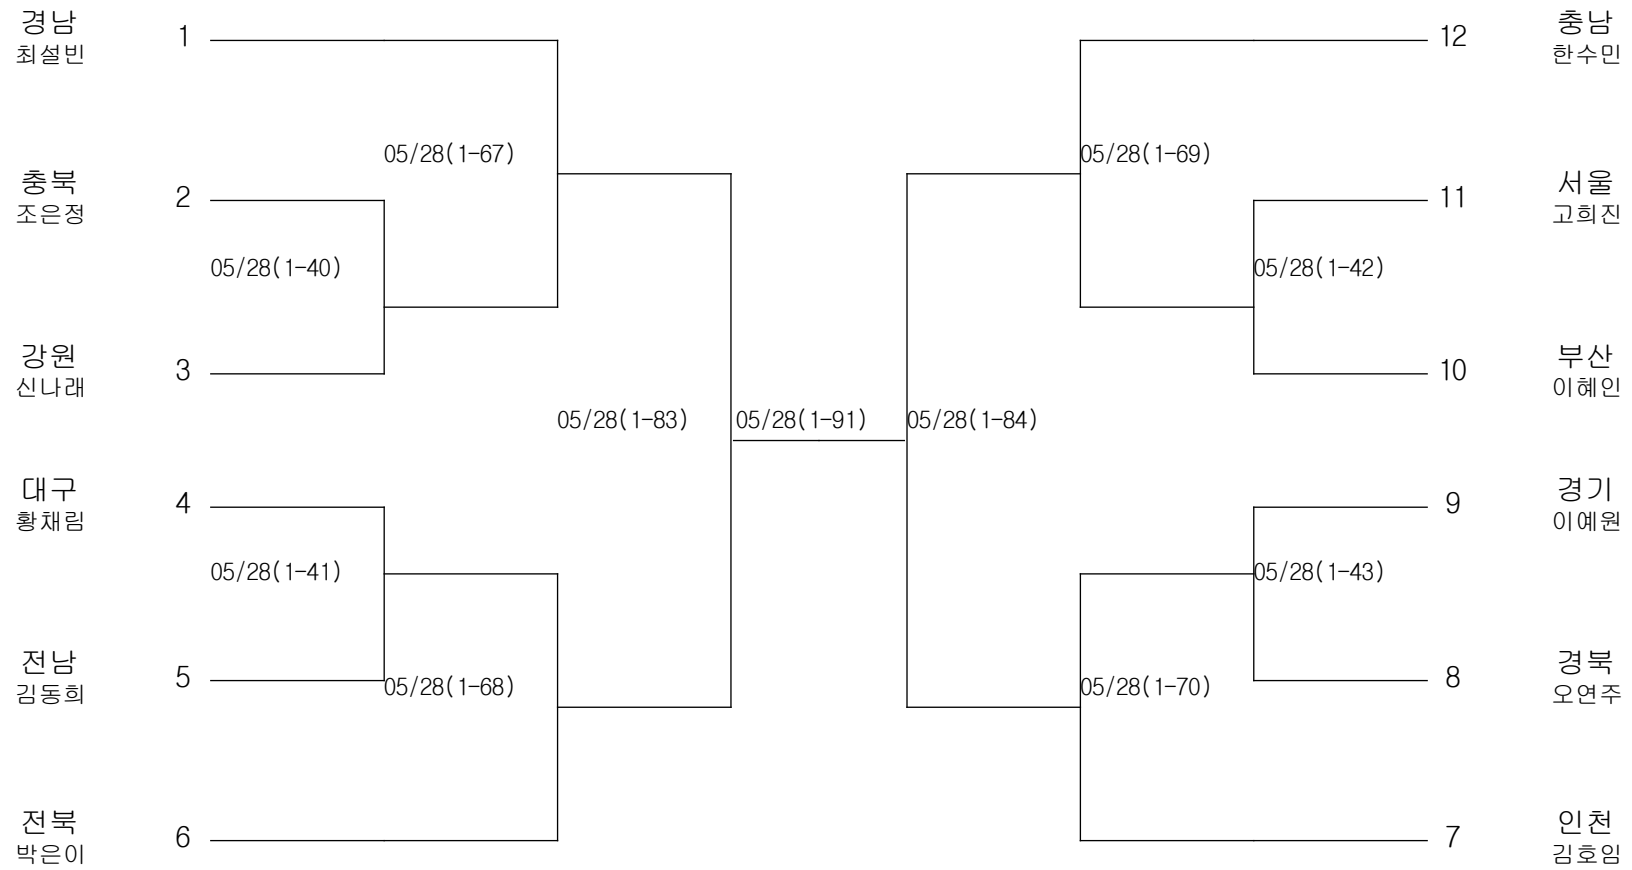 경남
최설빈
1
05/28(1-67)
충북
조은정
2
05/28(1-40)
강원
신나래
3
05/28(1-83)
대구
황채림
4
05/28(1-41)
전남
김동희
5
05/28(1-68)
전북
박은이
6
05/28(1-91)
충남
한수민
12
05/28(1-69)
서울
고희진
11
05/28(1-42)
부산
이혜인
10
05/28(1-84)
경기
이예원
9
05/28(1-43)
경북
오연주
8
05/28(1-70)
인천
김호임
7